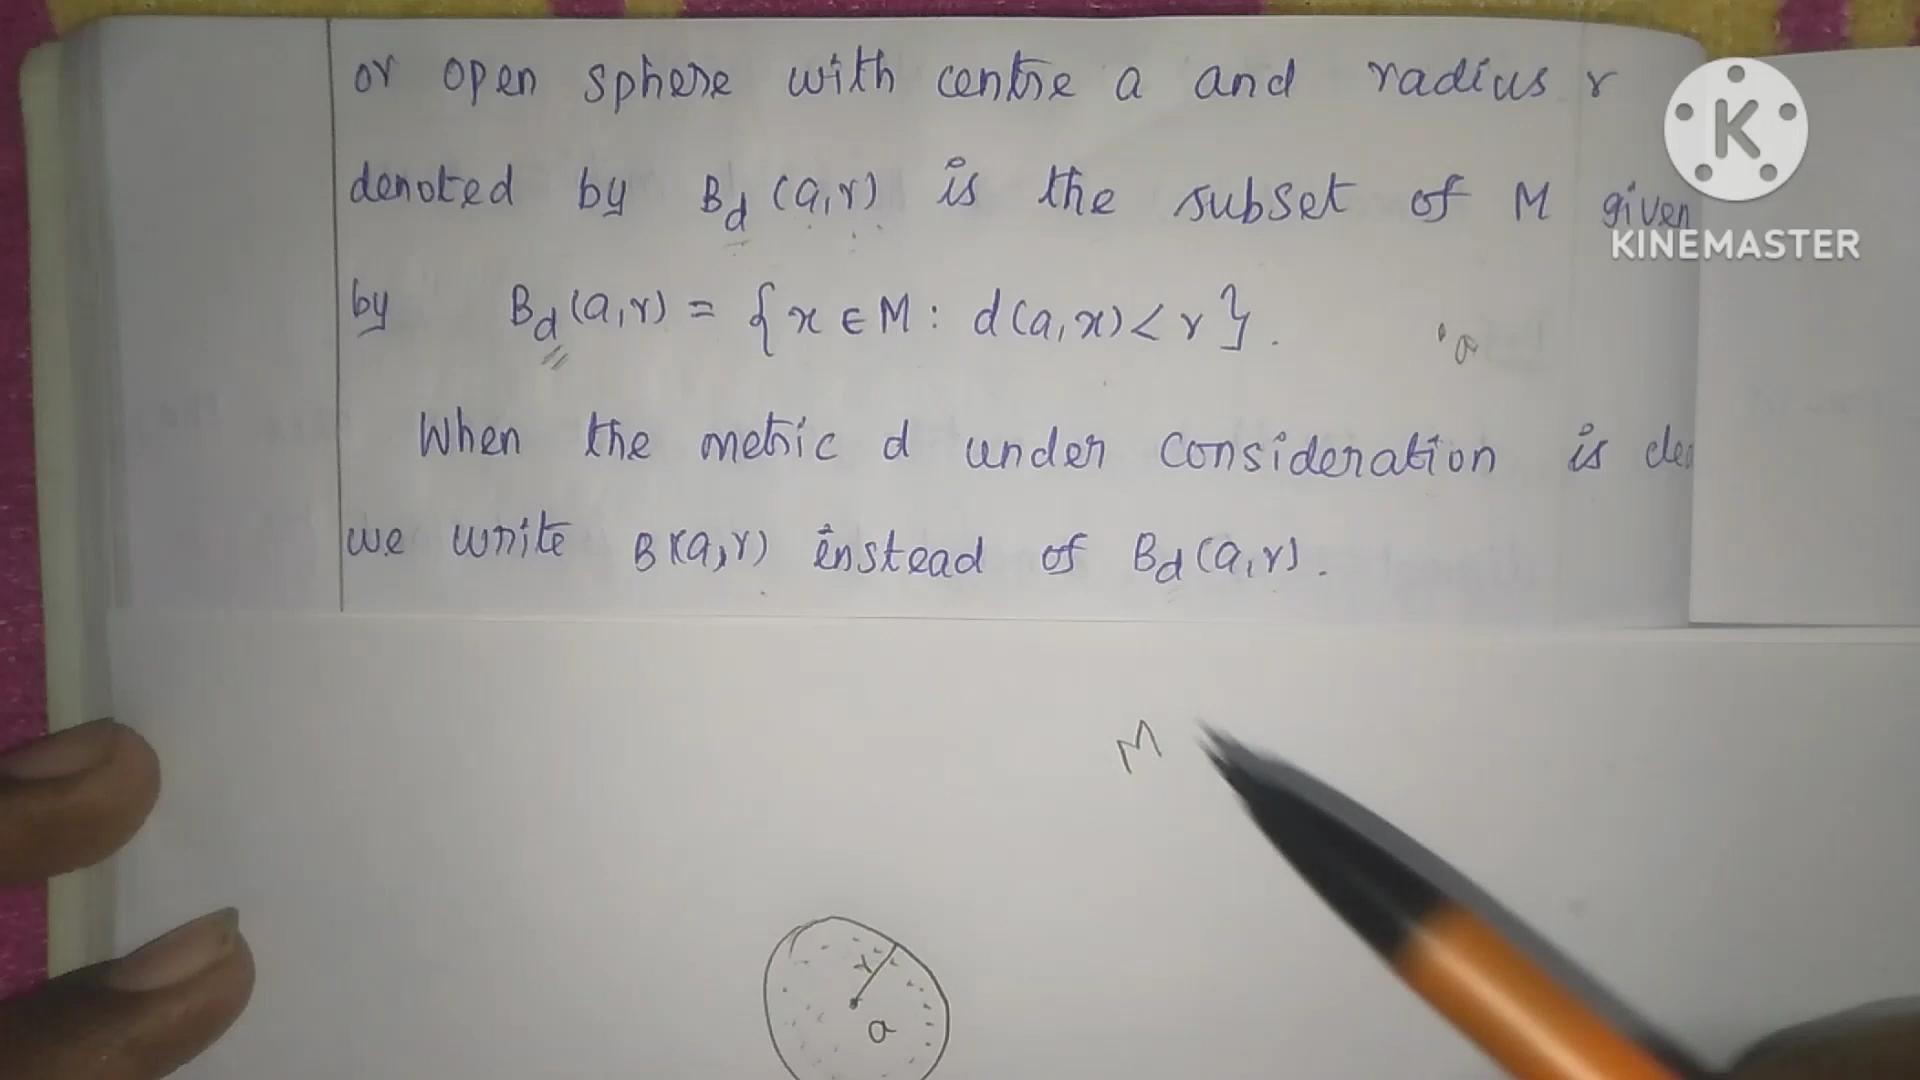 or open sphere with centre a and radius r
denoted by B_d (a,r) is the subset of M given
by B_d (a,r) = { x ∈ M : d(a,x) < r }.
a
When the metric d under consideration is
we write B(a,r) instead of B_d (a,r).
K
KINEMASTER
M
r
a